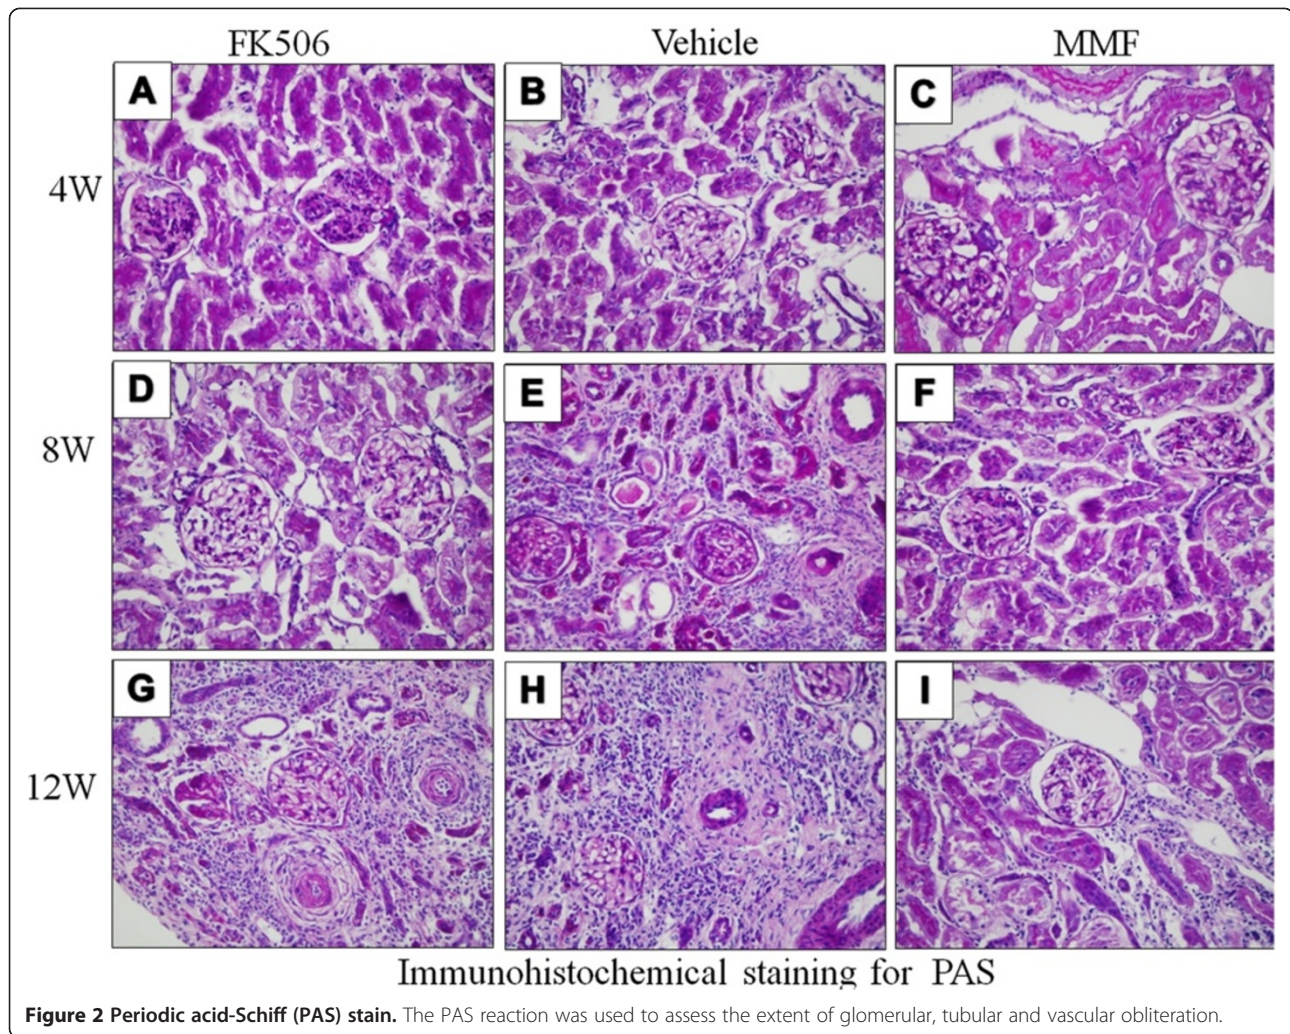 FK506 Vehicle MMF
4W
A B C
8W
D E F
12W
G H I
Immunohistochemical staining for PAS
Figure 2 Periodic acid-Schiff (PAS) stain. The PAS reaction was used to assess the extent of glomerular, tubular and vascular obliteration.